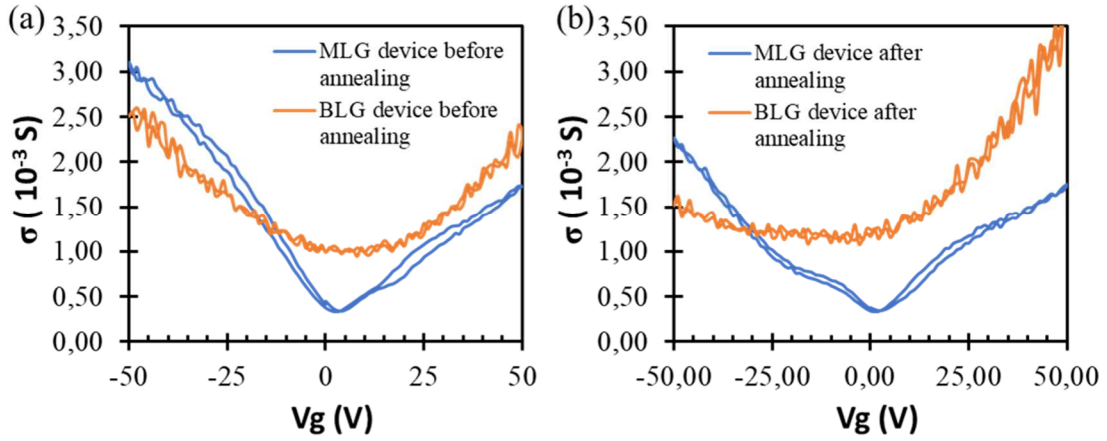 (a)
3,50
3,00
2,50
2,00
1,50
1,00
0,50
0,00
σ ( 10⁻³ S)
-50
-25
0
25
50
Vg (V)
MLG device before
annealing
BLG device before
annealing
(b)
3,50
3,00
2,50
2,00
1,50
1,00
0,50
0,00
σ ( 10⁻³ S)
-50,00
-25,00
0,00
25,00
50,00
Vg (V)
MLG device after
annealing
BLG device after
annealing